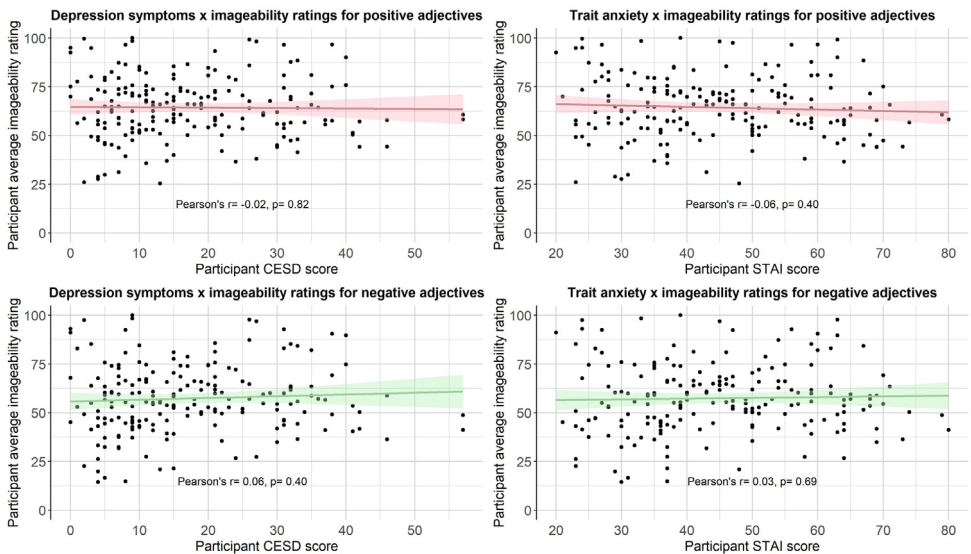 Depression symptoms x imageability ratings for positive adjectives
Participant average imageability rating
100
75
50
25
0
Pearson's r= -0.02, p= 0.82
0 10 20 30 40 50
Participant CESD score
Trait anxiety x imageability ratings for positive adjectives
Participant average imageability rating
100
75
50
25
0
Pearson's r= -0.06, p= 0.40
20 30 40 50 60 70 80
Participant STAI score
Depression symptoms x imageability ratings for negative adjectives
Participant average imageability rating
100
75
50
25
0
Pearson's r= 0.06, p= 0.40
0 10 20 30 40 50
Participant CESD score
Trait anxiety x imageability ratings for negative adjectives
Participant average imageability rating
100
75
50
25
0
Pearson's r= 0.03, p= 0.69
20 30 40 50 60 70 80
Participant STAI score